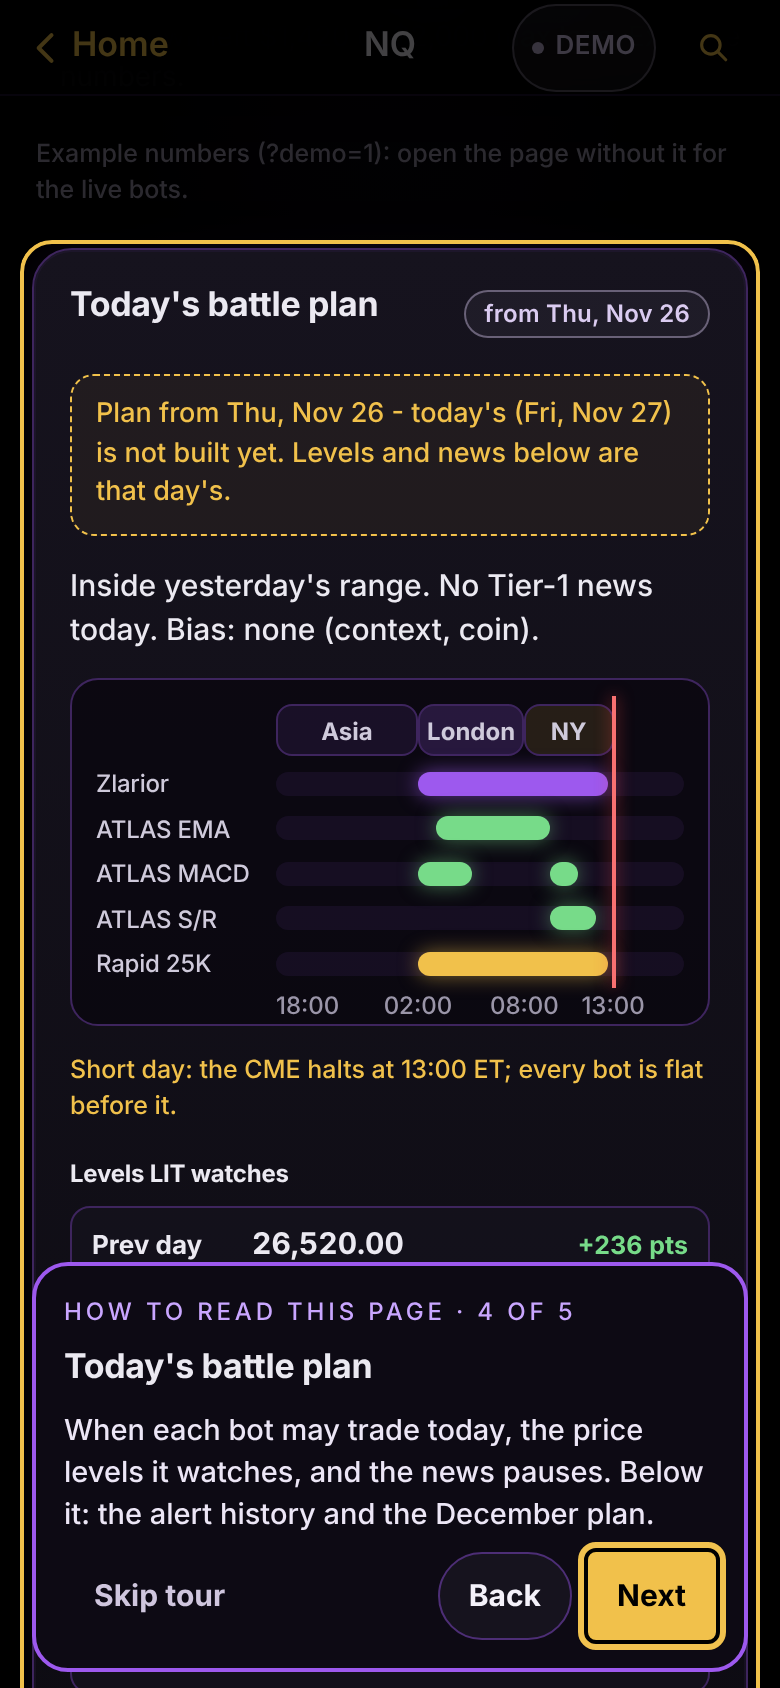 Home
NQ
DEMO
Example numbers (?demo=1): open the page without it for
the live bots.
Today's battle plan
from Thu, Nov 26
Plan from Thu, Nov 26 - today's (Fri, Nov 27)
is not built yet. Levels and news below are
that day's.
Inside yesterday's range. No Tier-1 news
today. Bias: none (context, coin).
Asia London NY
Zlarior
ATLAS EMA
ATLAS MACD
ATLAS S/R
Rapid 25K
18:00 02:00 08:00 13:00
Short day: the CME halts at 13:00 ET; every bot is flat
before it.
Levels LIT watches
Prev day 26,520.00 +236 pts
HOW TO READ THIS PAGE · 4 OF 5
Today's battle plan
When each bot may trade today, the price
levels it watches, and the news pauses. Below
it: the alert history and the December plan.
Skip tour
Back
Next